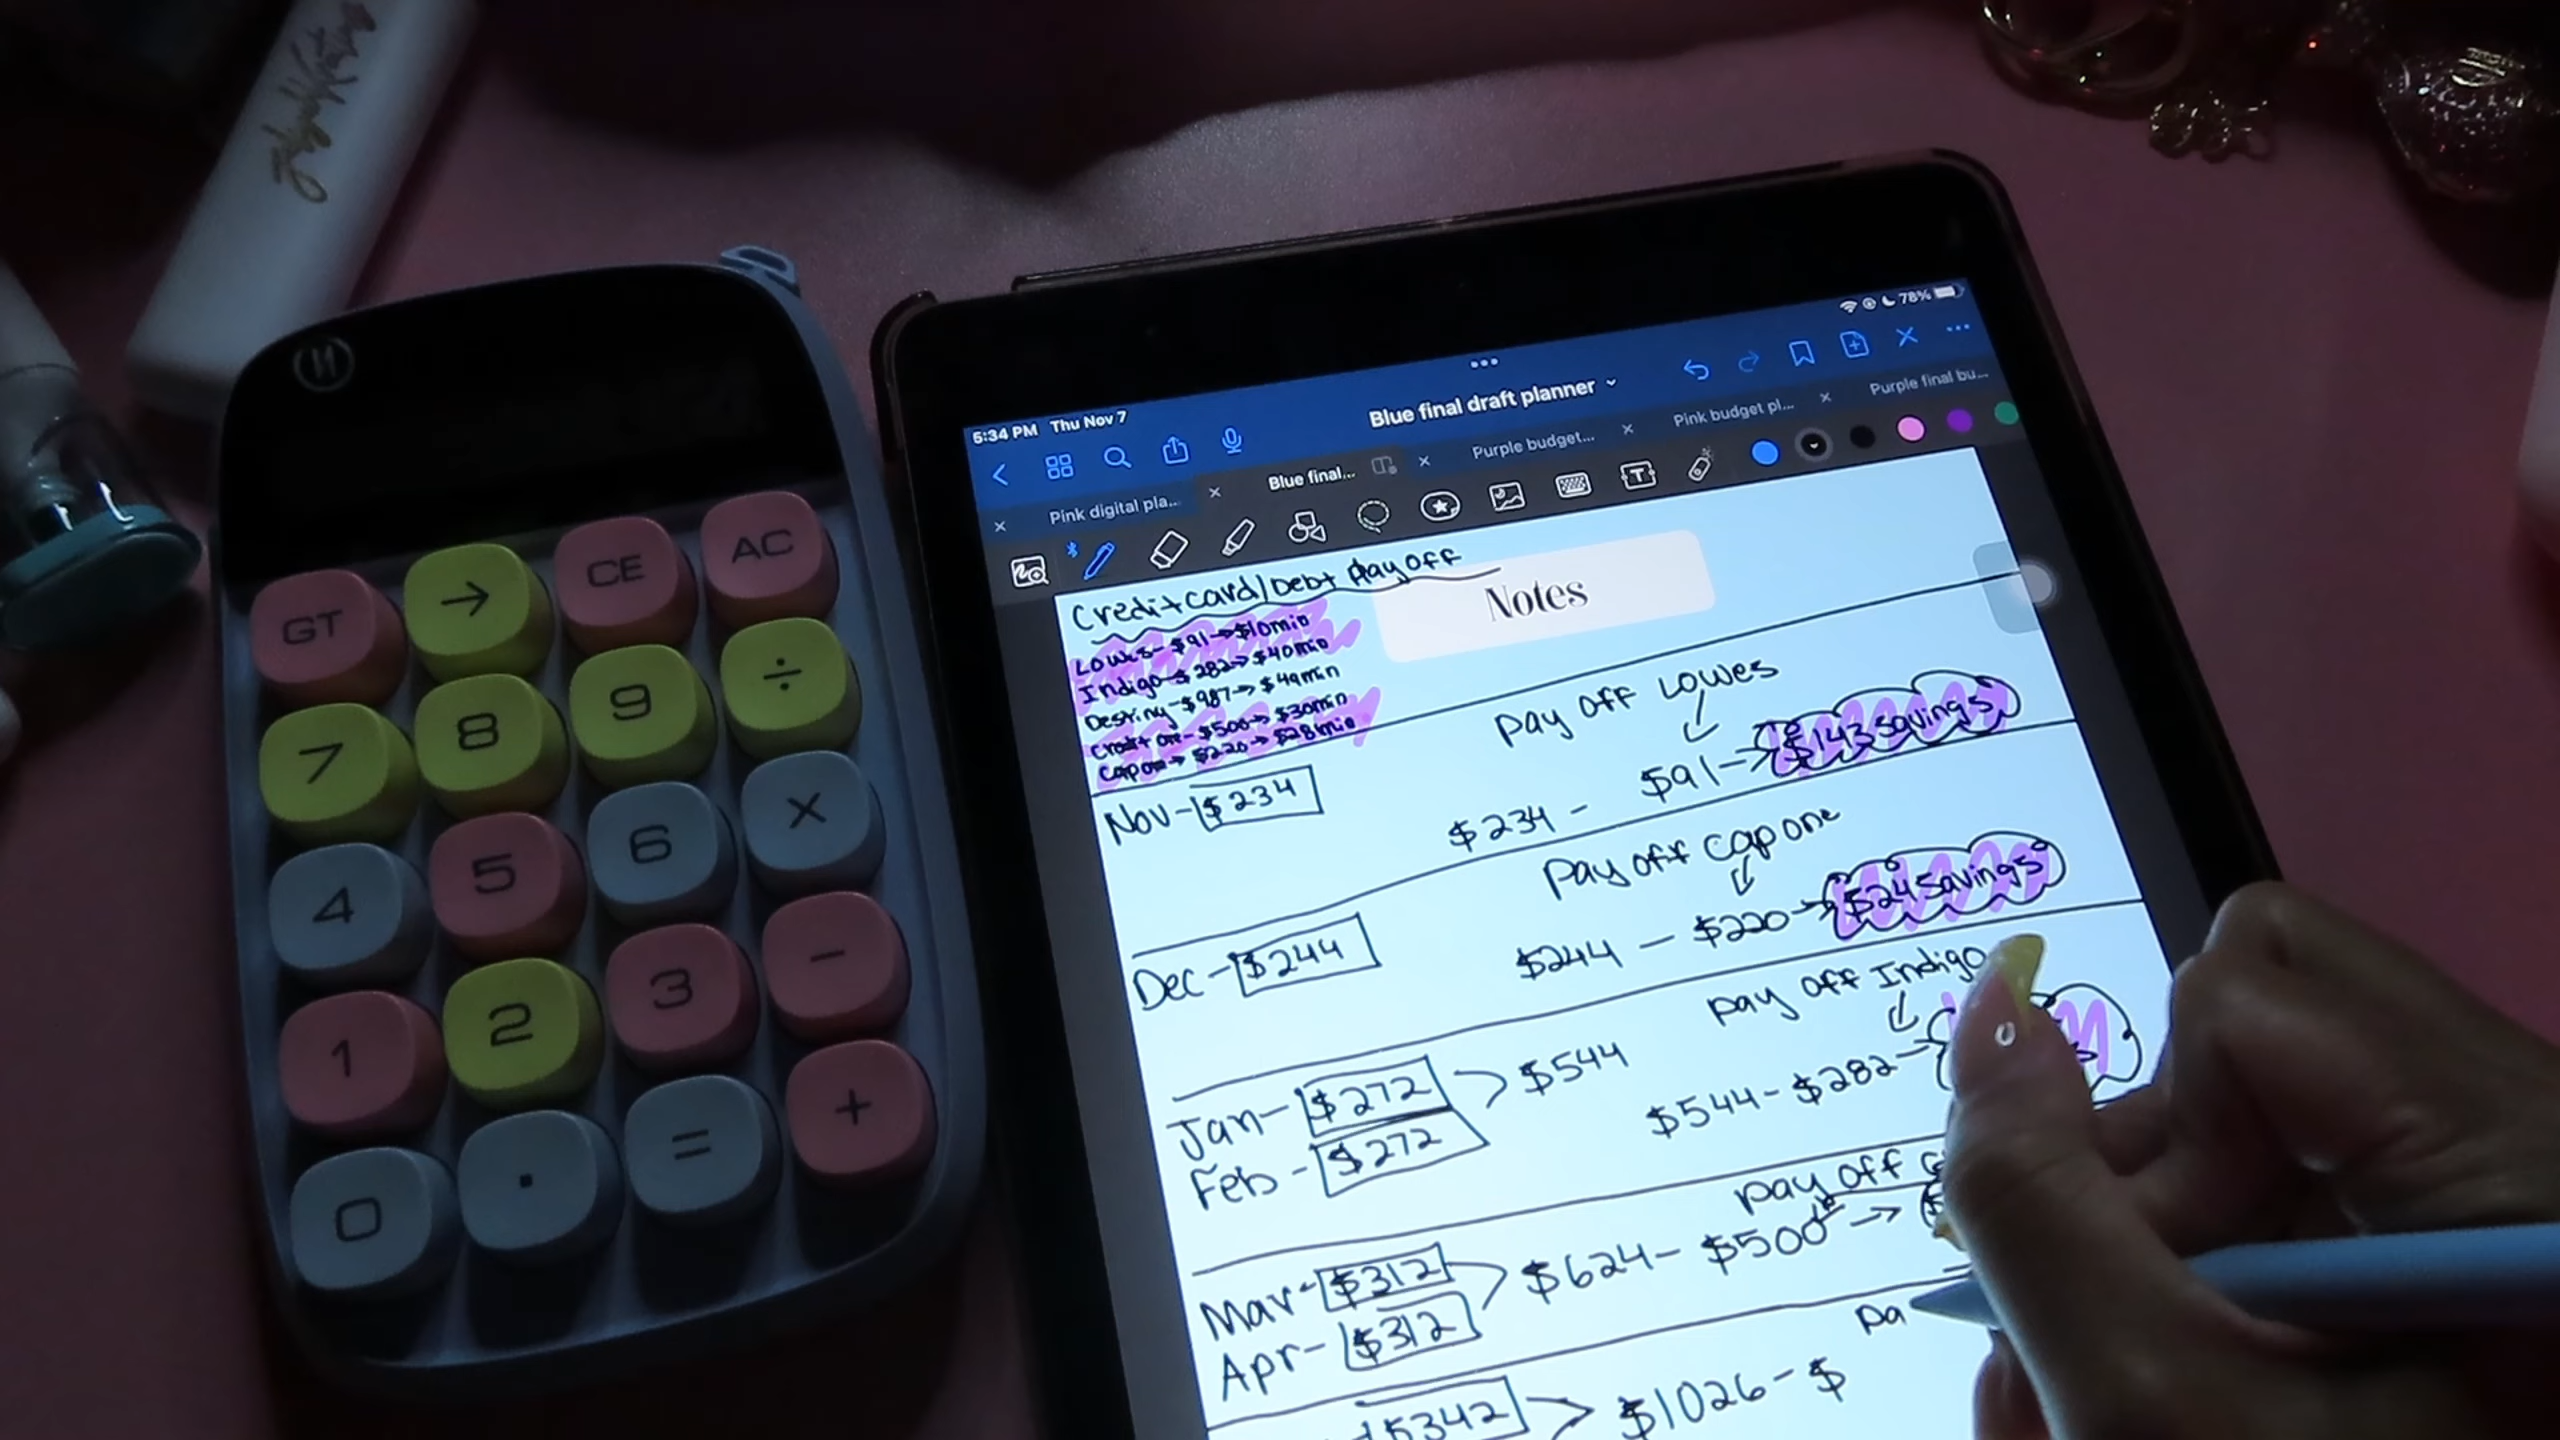 GT → CE AC
7 8 9 ÷
4 5 6 X
1 2 3 -
0 . = +
5:34 PM Thu Nov 7
78%
Blue final draft planner
Pink digital pla...
Blue final...
Purple budget...
Pink budget pl...
Purple final bu...
Notes
Credit card/Debt payoff
Lowes- $91→$10min
Indigo-$282→$40min
Destiny-$987→$49min
Credit one-$500→$30min
Cap one→$220→$28min
Pay off Lowes
Nov-$234
$234 - $91→$143 savings
Pay off Cap one
Dec-$244
$244 - $220→$24 savings
Pay off Indigo
Jan-$272 > $544
Feb-$272
$544-$282
Pay off
Mar-$312 > $624-$500→
Apr-$312
Pa
$342 > $1026-$